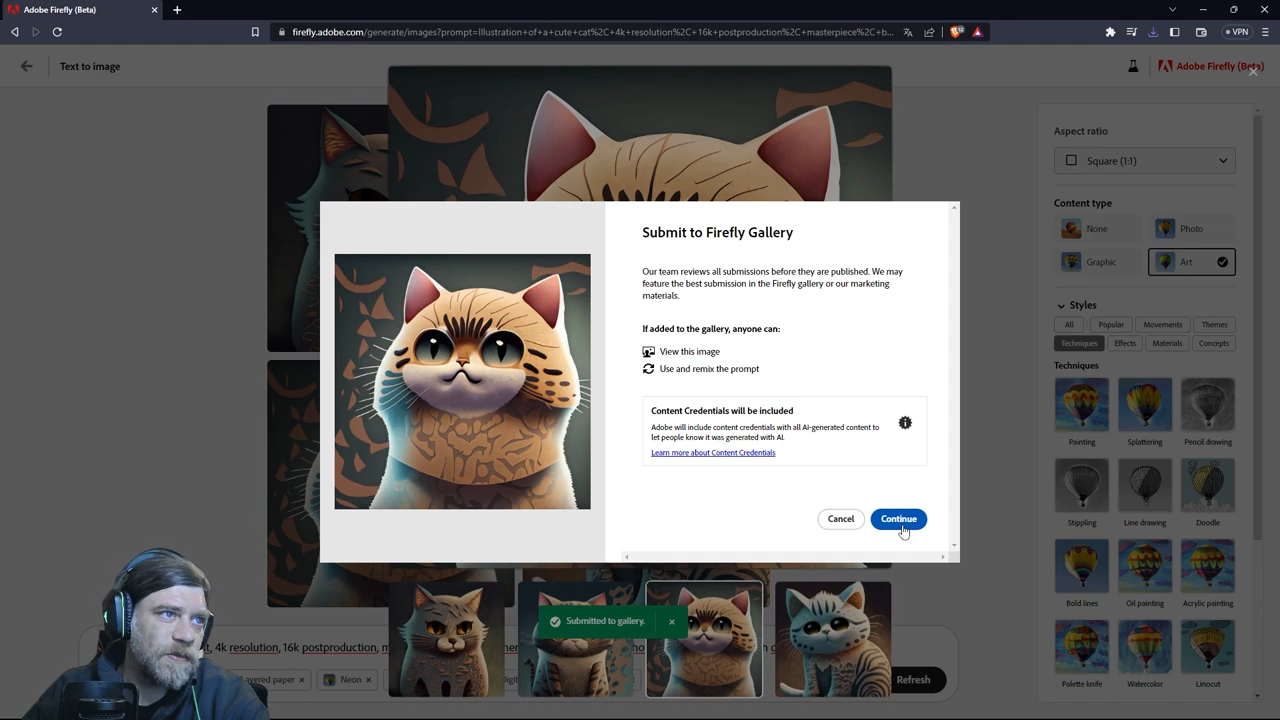 Adobe Firefly (Beta)
firefly.adobe.com/generate/images?prompt=Illustration+of+a+cute+cat%2C+4k+resolution%2C+16k+postproduction%2C+masterpiece%2C+b...
VPN
Text to image
Adobe Firefly (Beta)
Aspect ratio
Square (1:1)
Content type
None
Photo
Graphic
Art
Styles
All
Popular
Movements
Themes
Techniques
Effects
Materials
Concepts
Techniques
Painting
Splattering
Pencil drawing
Stippling
Line drawing
Doodle
Bold lines
Oil painting
Acrylic painting
Palette knife
Watercolor
Linocut
Submit to Firefly Gallery
Our team reviews all submissions before they are published. We may
feature the best submission in the Firefly gallery or our marketing
materials.
If added to the gallery, anyone can:
View this image
Use and remix the prompt
Content Credentials will be included
Adobe will include content credentials with all AI-generated content to
let people know it was generated with AI.
Learn more about Content Credentials
Cancel
Continue
Submitted to gallery.
4k resolution, 16k postproduction,
layered paper
Neon
Refresh